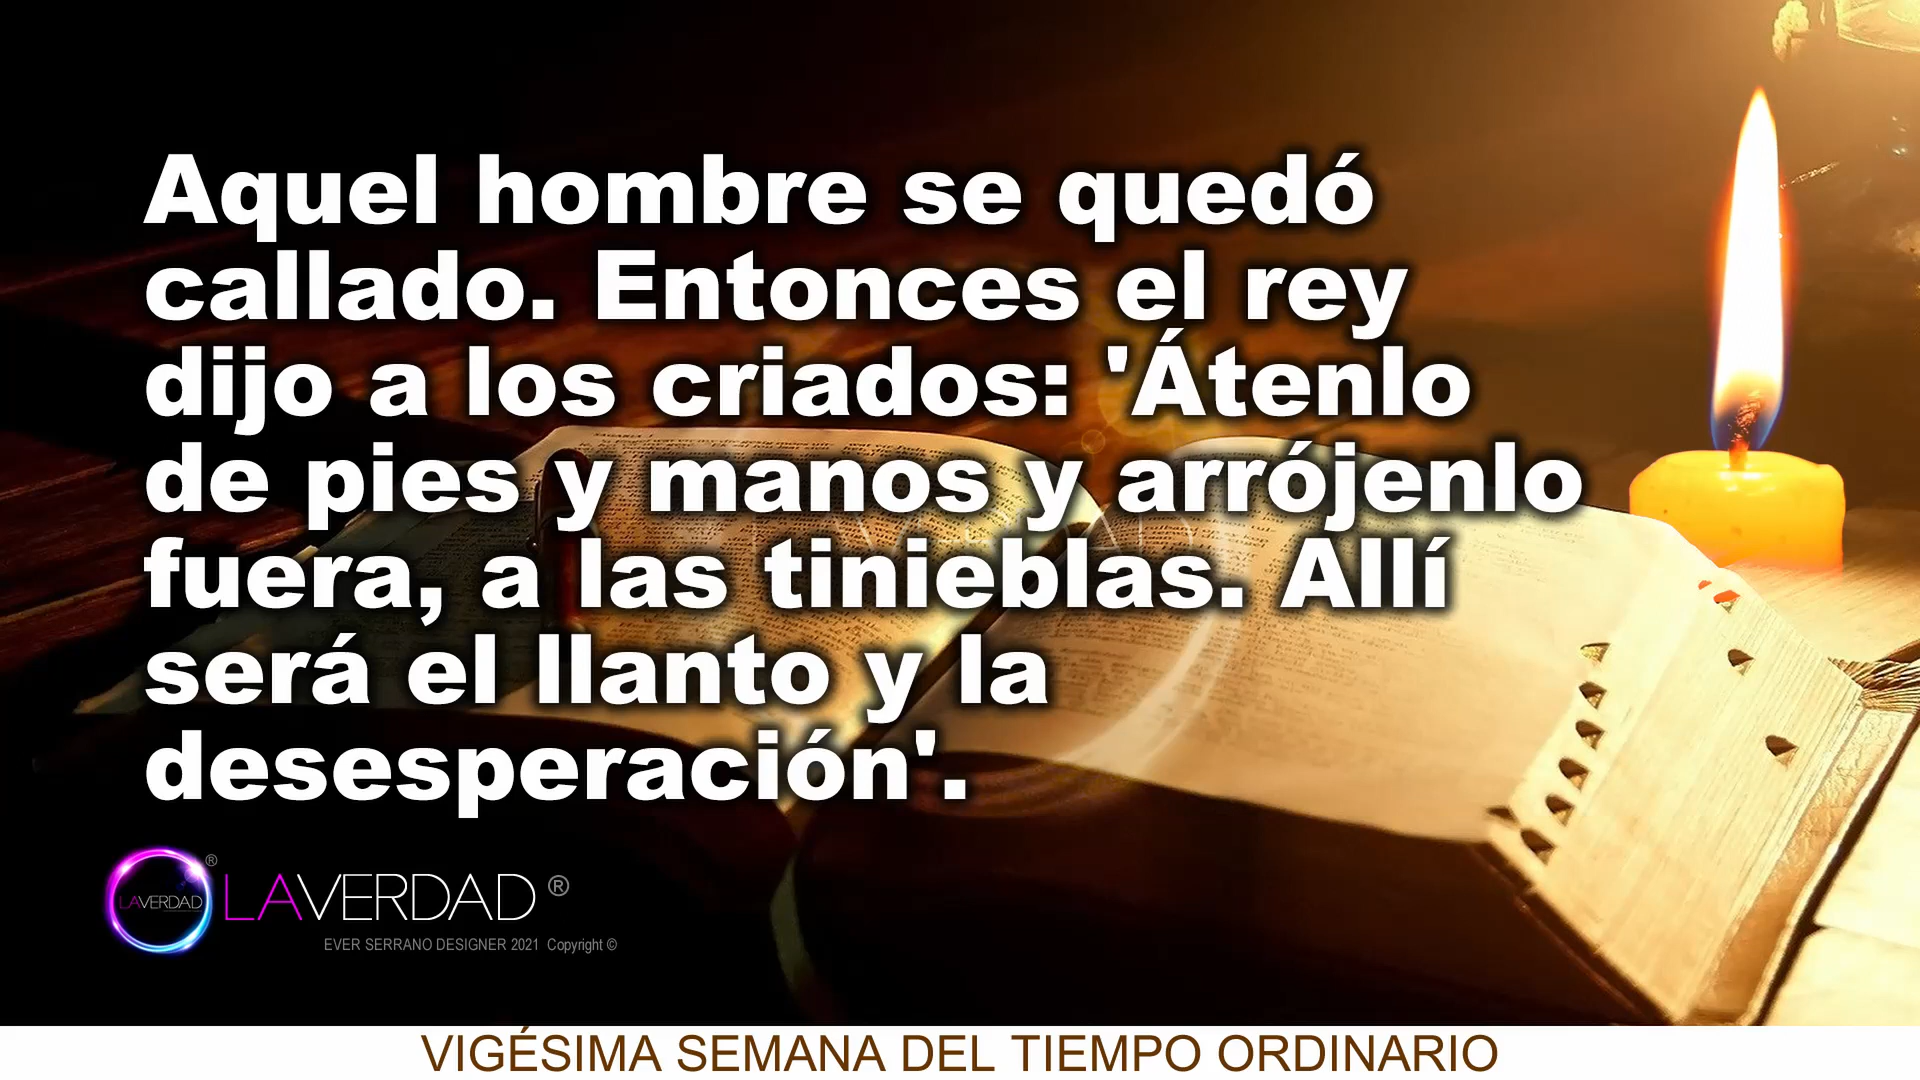 Aquel hombre se quedó
callado. Entonces el rey
dijo a los criados: 'Átenlo
de pies y manos y arrójenlo
fuera, a las tinieblas. Allí
será el llanto y la
desesperación'.
LAVERDAD ®
LAVERDAD ®
EVER SERRANO DESIGNER 2021 Copyright ©
VIGÉSIMA SEMANA DEL TIEMPO ORDINARIO